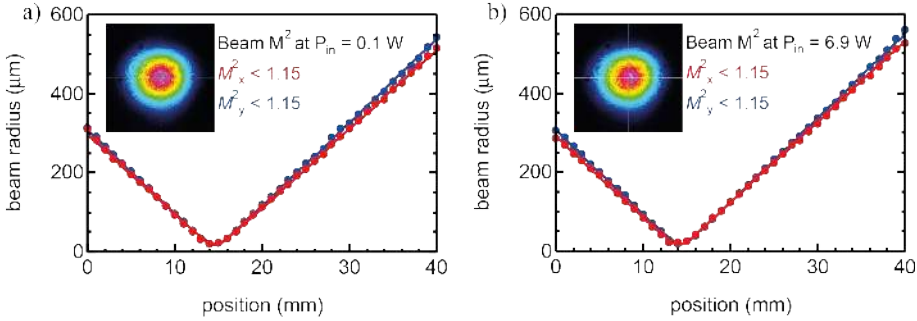 a)
Beam M² at Pin = 0.1 W
M²x < 1.15
M²y < 1.15
beam radius (µm)
600
400
200
0
0 10 20 30 40
position (mm)
b)
Beam M² at Pin = 6.9 W
M²x < 1.15
M²y < 1.15
beam radius (µm)
600
400
200
0
0 10 20 30 40
position (mm)